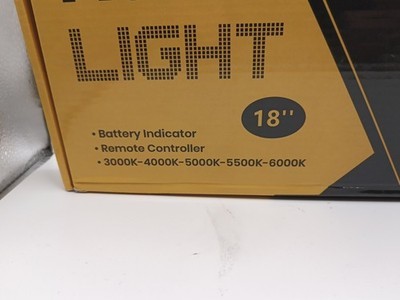 LIGHT
18''
• Battery Indicator
• Remote Controller
• 3000K-4000K-5000K-5500K-6000K